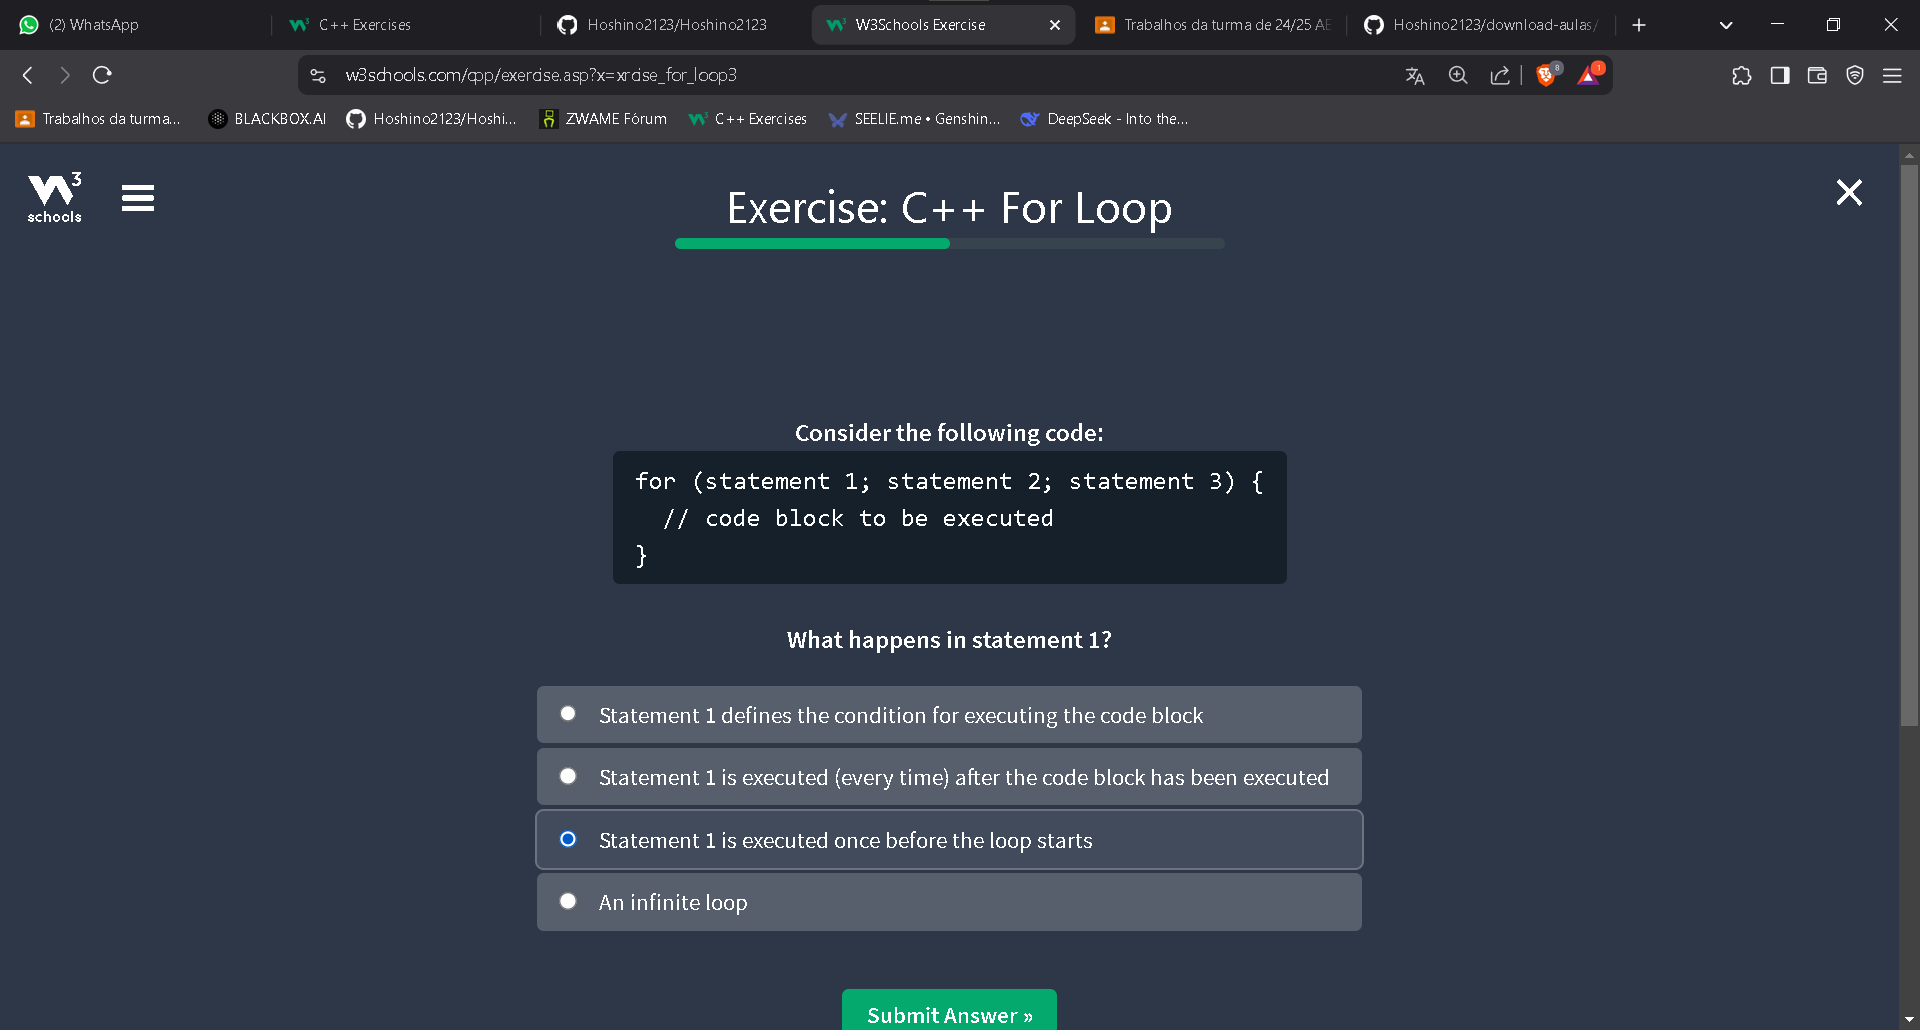 (2) WhatsApp
C++ Exercises
Hoshino2123/Hoshino2123
W3Schools Exercise
Trabalhos da turma de 24/25 AE
Hoshino2123/download-aulas/
w3schools.com/cpp/exercise.asp?x=xrcise_for_loop3
8
1
Trabalhos da turma...
BLACKBOX.AI
Hoshino2123/Hoshi...
ZWAME Fórum
C++ Exercises
SEELIE.me • Genshin...
DeepSeek - Into the...
W3
schools
Exercise: C++ For Loop
Consider the following code:
for (statement 1; statement 2; statement 3) {
// code block to be executed
}
What happens in statement 1?
Statement 1 defines the condition for executing the code block
Statement 1 is executed (every time) after the code block has been executed
Statement 1 is executed once before the loop starts
An infinite loop
Submit Answer »